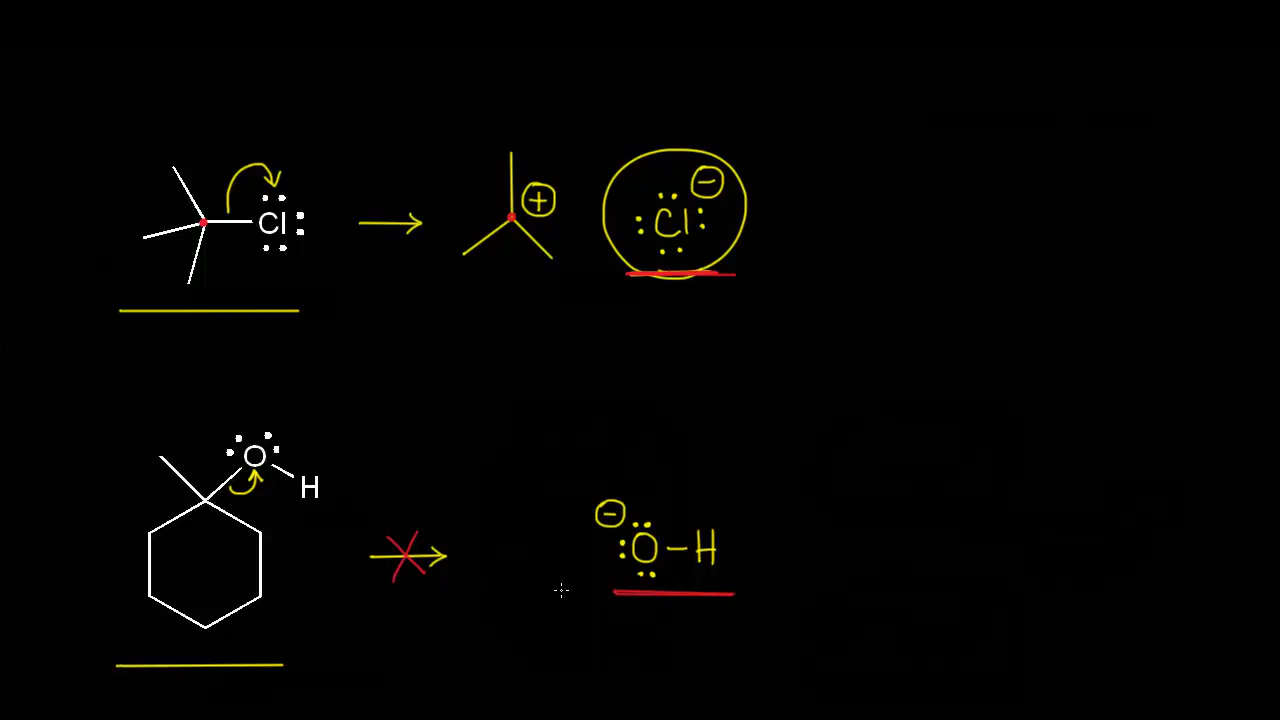 Cl → + Cl −
O
H
→ − O – H